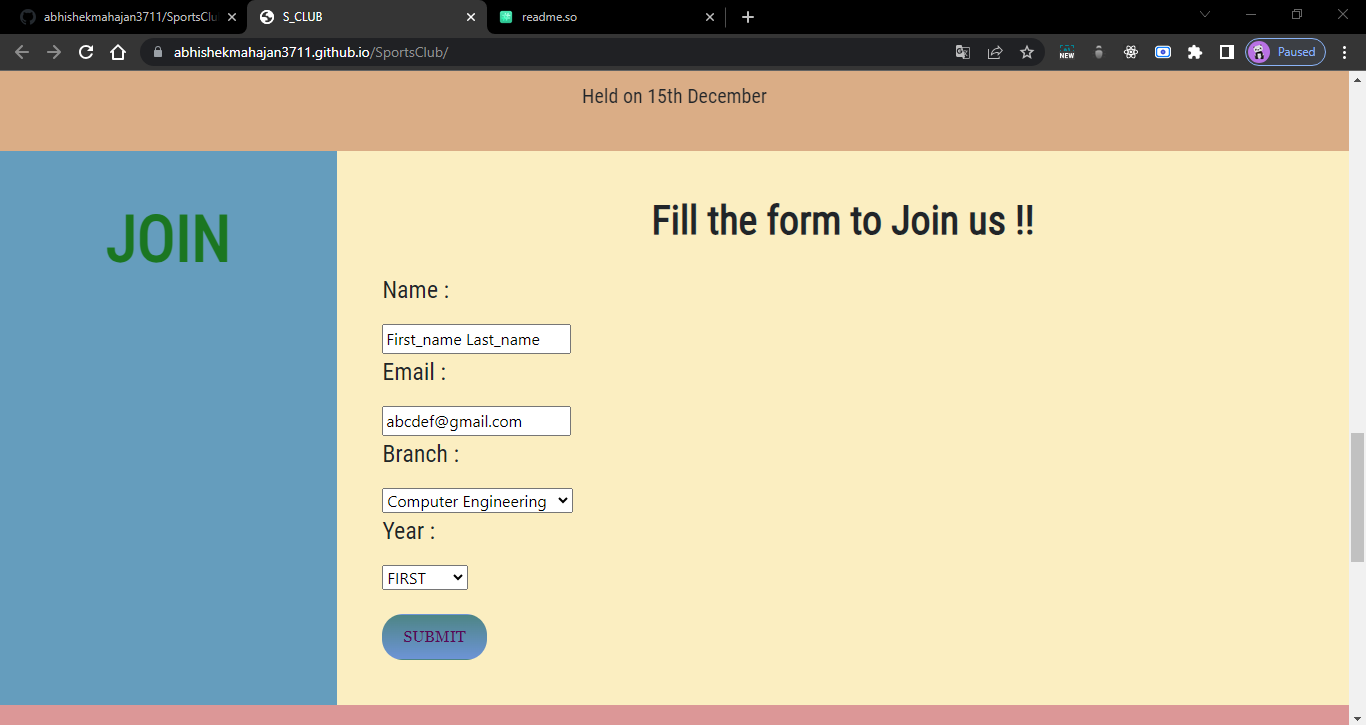 abhishekmahajan3711/SportsClu
S_CLUB
readme.so
abhishekmahajan3711.github.io/SportsClub/
NEW
Paused
Held on 15th December
JOIN
Fill the form to Join us !!
Name :
First_name Last_name
Email :
abcdef@gmail.com
Branch :
Computer Engineering
Year :
FIRST
SUBMIT